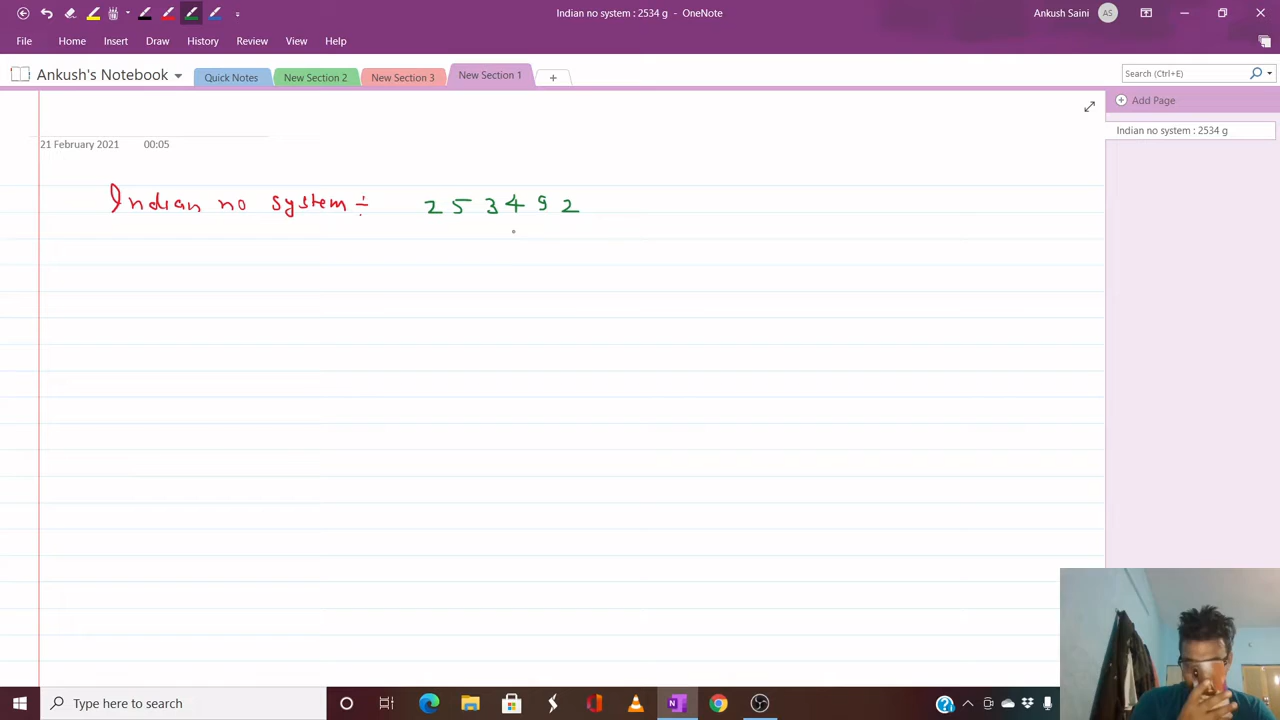 Indian no system : 2534 g - OneNote
Ankush Saini AS
File Home Insert Draw History Review View Help
Ankush's Notebook Quick Notes New Section 2 New Section 3 New Section 1
Search (Ctrl+E)
Add Page
Indian no system : 2534 g
21 February 2021 00:05
Indian no system ÷ 2 5 3 4 9 2
Type here to search